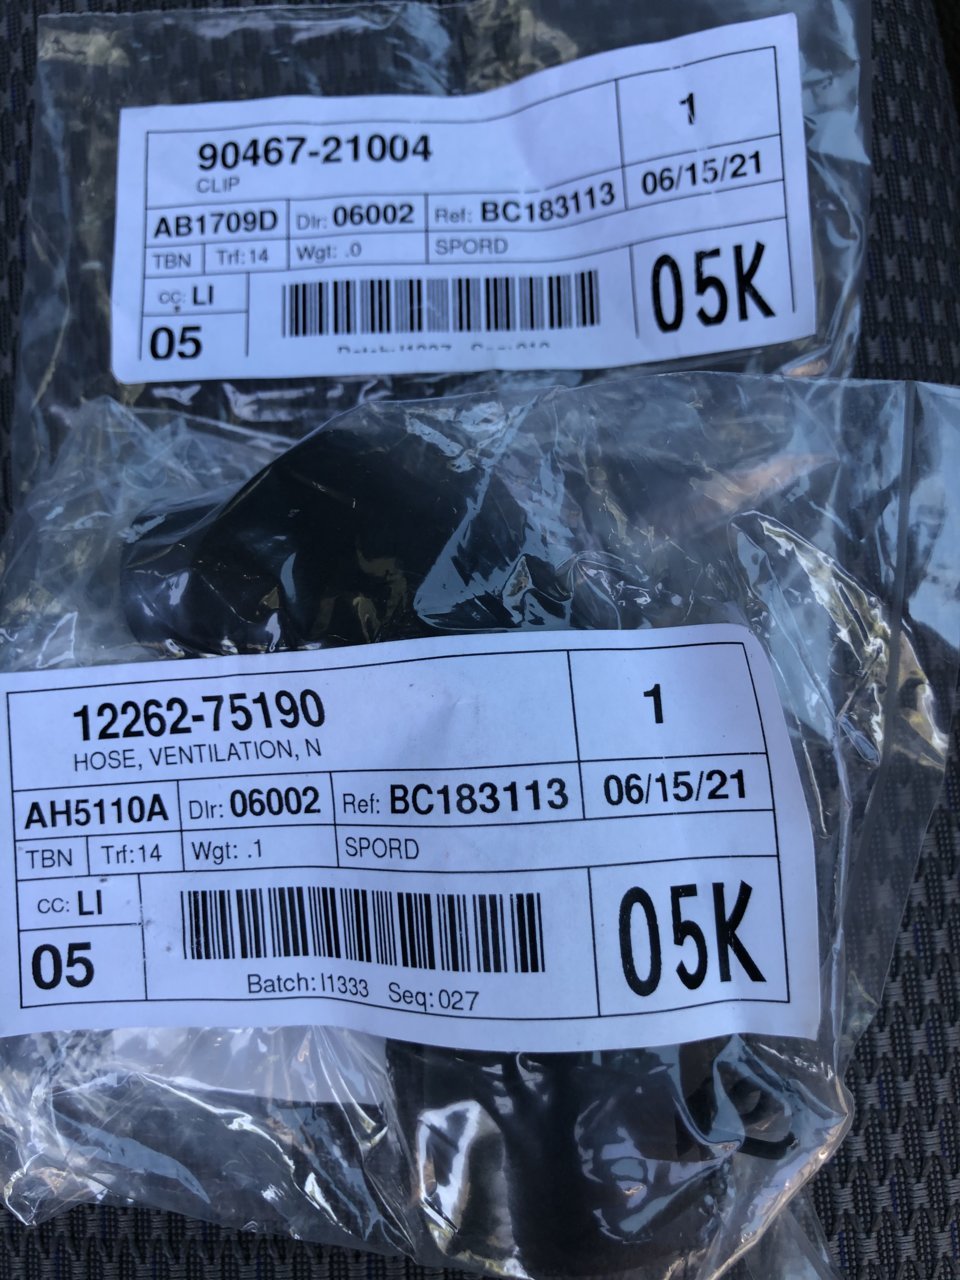 90467-21004
1
CLIP
06/15/21
AB1709D
Dlr: 06002
Ref: BC183113
TBN
Trf:14
Wgt: .0
SPORD
cc: LI
05
05K
12262-75190
1
HOSE, VENTILATION, N
AH5110A
Dlr: 06002
Ref: BC183113
06/15/21
TBN
Trf:14
Wgt: .1
SPORD
cc: LI
05
05K
Batch: I1333 Seq: 027